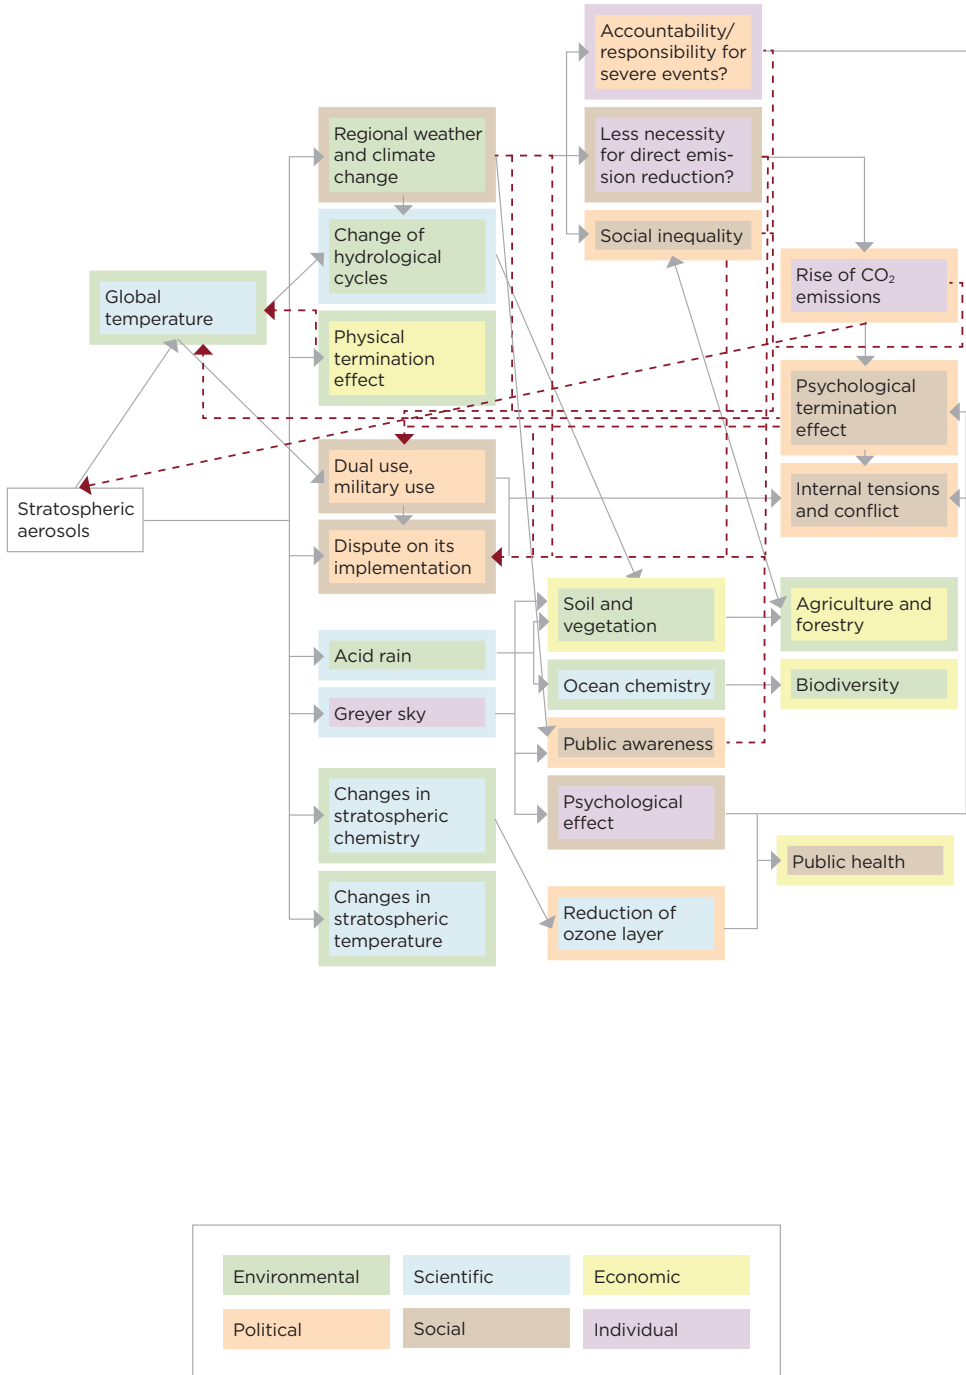 Accountability/
responsibility for
severe events?
Regional weather
and climate
change
Less necessity
for direct emis-
sion reduction?
Change of
hydrological
cycles
Social inequality
Global
temperature
Rise of CO₂
emissions
Physical
termination
effect
Psychological
termination
effect
Dual use,
military use
Internal tensions
and conflict
Stratospheric
aerosols
Dispute on its
implementation
Soil and
vegetation
Agriculture and
forestry
Acid rain
Ocean chemistry
Biodiversity
Greyer sky
Public awareness
Changes in
stratospheric
chemistry
Psychological
effect
Public health
Changes in
stratospheric
temperature
Reduction of
ozone layer
Environmental
Scientific
Economic
Political
Social
Individual